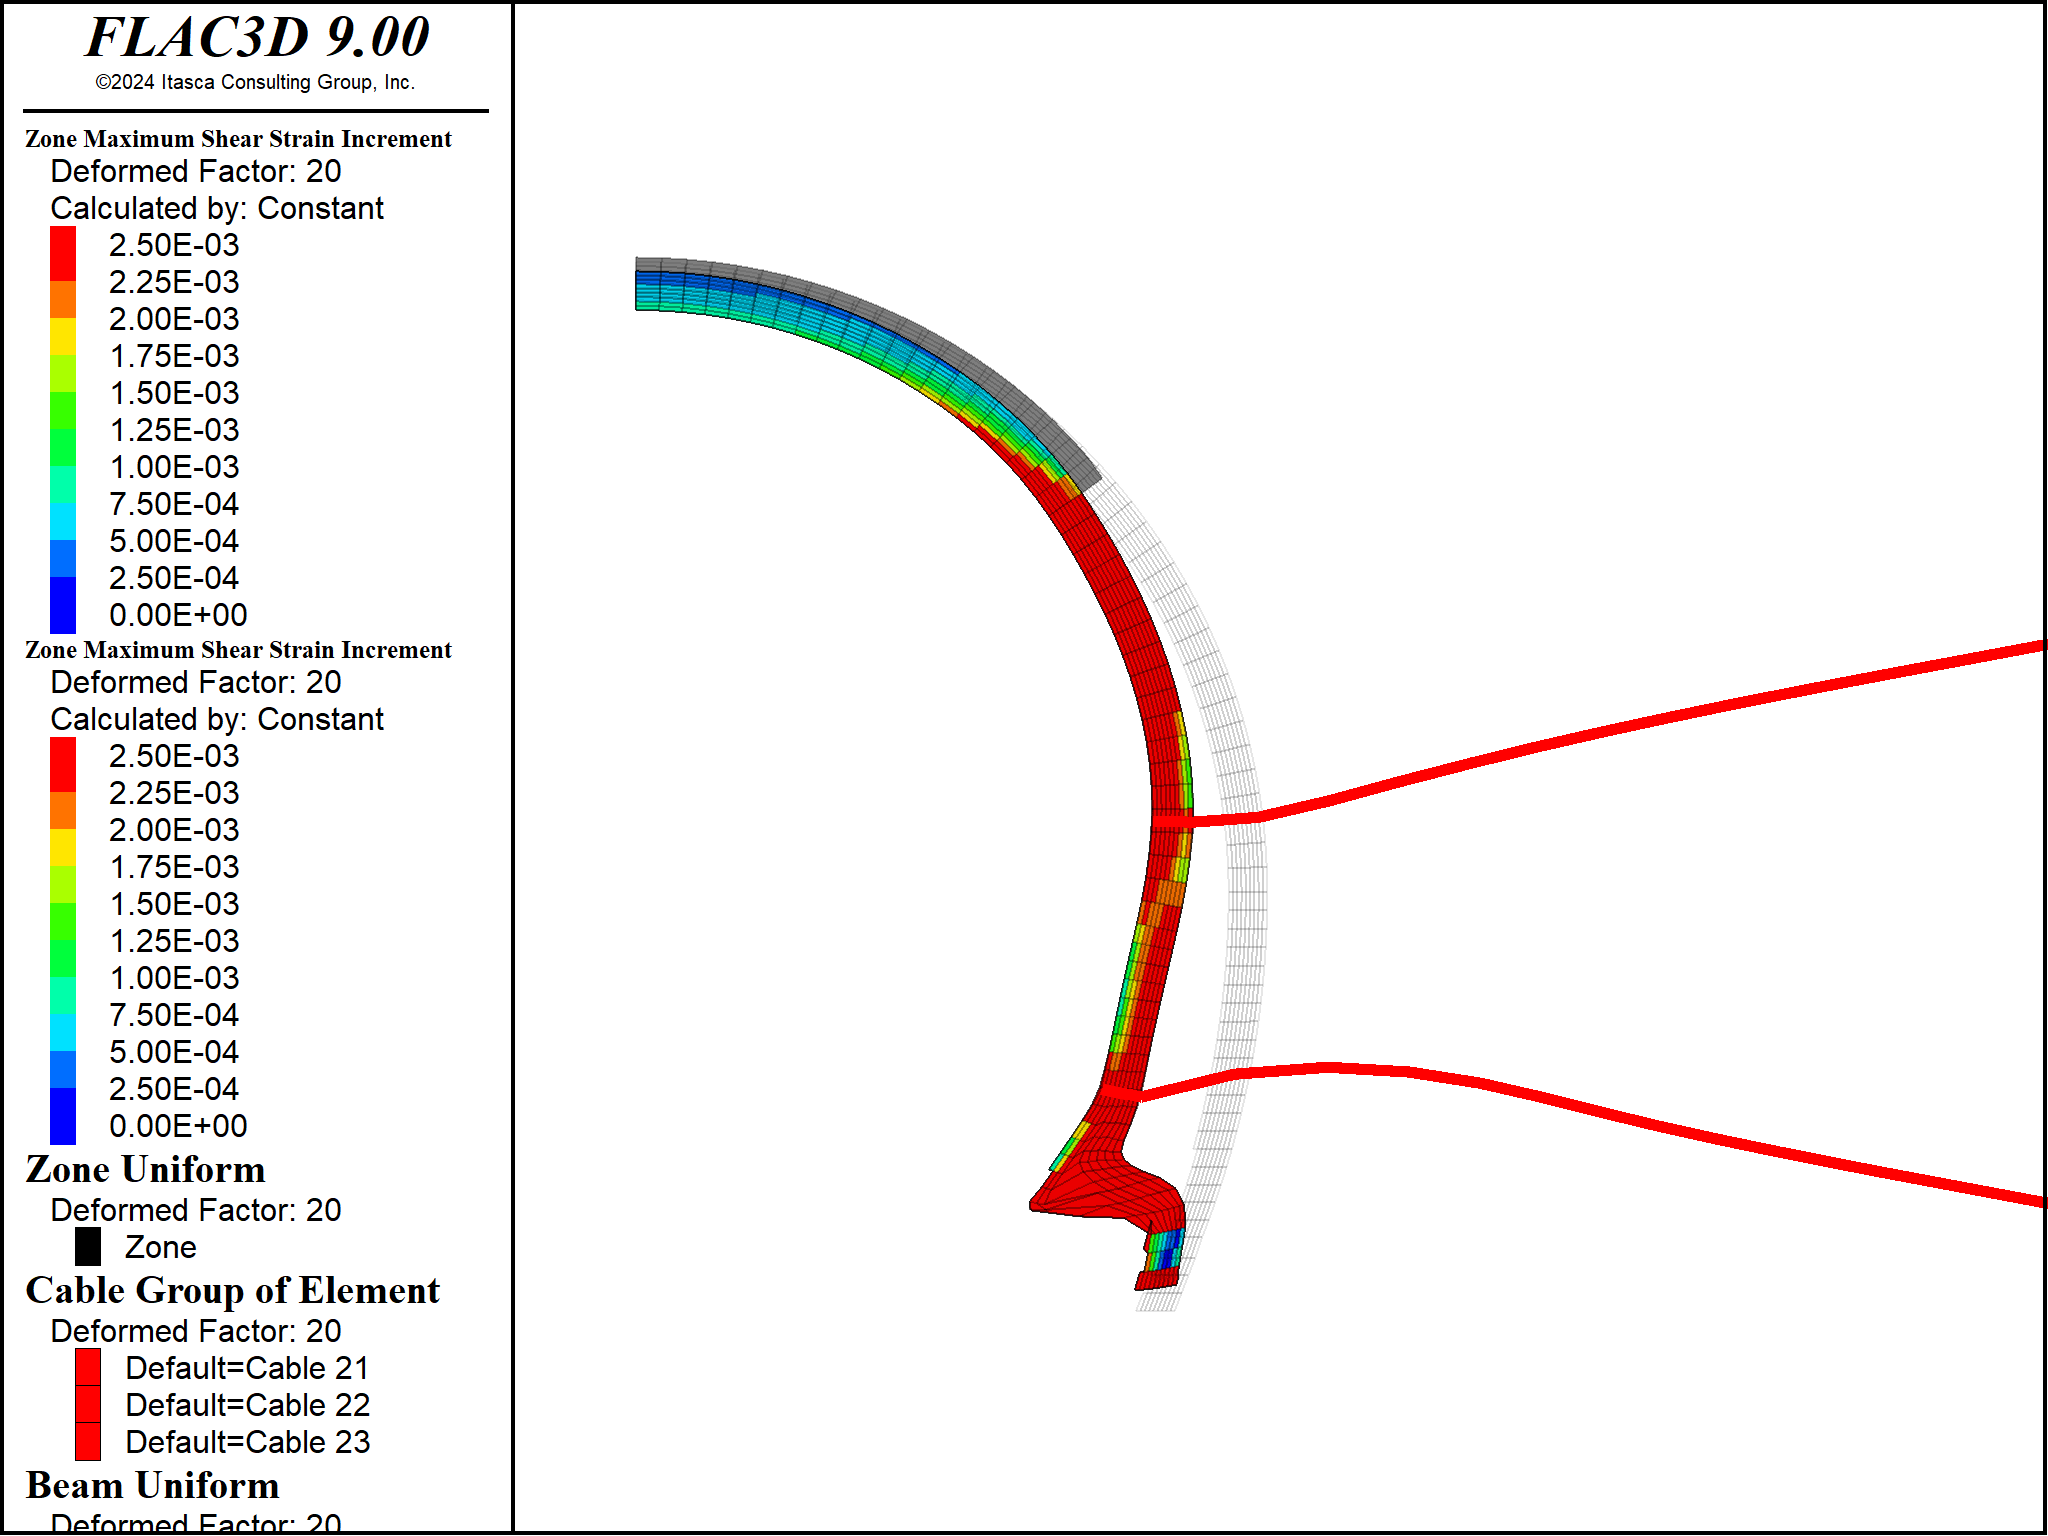 FLAC3D 9.00
©2024 Itasca Consulting Group, Inc.
Zone Maximum Shear Strain Increment
Deformed Factor: 20
Calculated by: Constant
2.50E-03
2.25E-03
2.00E-03
1.75E-03
1.50E-03
1.25E-03
1.00E-03
7.50E-04
5.00E-04
2.50E-04
0.00E+00
Zone Maximum Shear Strain Increment
Deformed Factor: 20
Calculated by: Constant
2.50E-03
2.25E-03
2.00E-03
1.75E-03
1.50E-03
1.25E-03
1.00E-03
7.50E-04
5.00E-04
2.50E-04
0.00E+00
Zone Uniform
Deformed Factor: 20
Zone
Cable Group of Element
Deformed Factor: 20
Default=Cable 21
Default=Cable 22
Default=Cable 23
Beam Uniform
Deformed Factor: 20